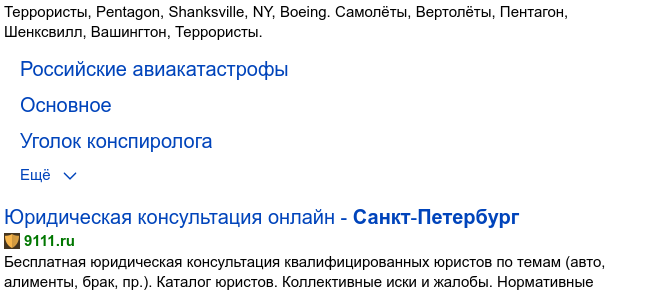 Террористы, Pentagon, Shanksville, NY, Boeing. Самолёты, Вертолёты, Пентагон,
Шенксвилл, Вашингтон, Террористы.
Российские авиакатастрофы
Основное
Уголок конспиролога
Ещё
Юридическая консультация онлайн - Санкт-Петербург
9111.ru
Бесплатная юридическая консультация квалифицированных юристов по темам (авто,
алименты, брак, пр.). Каталог юристов. Коллективные иски и жалобы. Нормативные